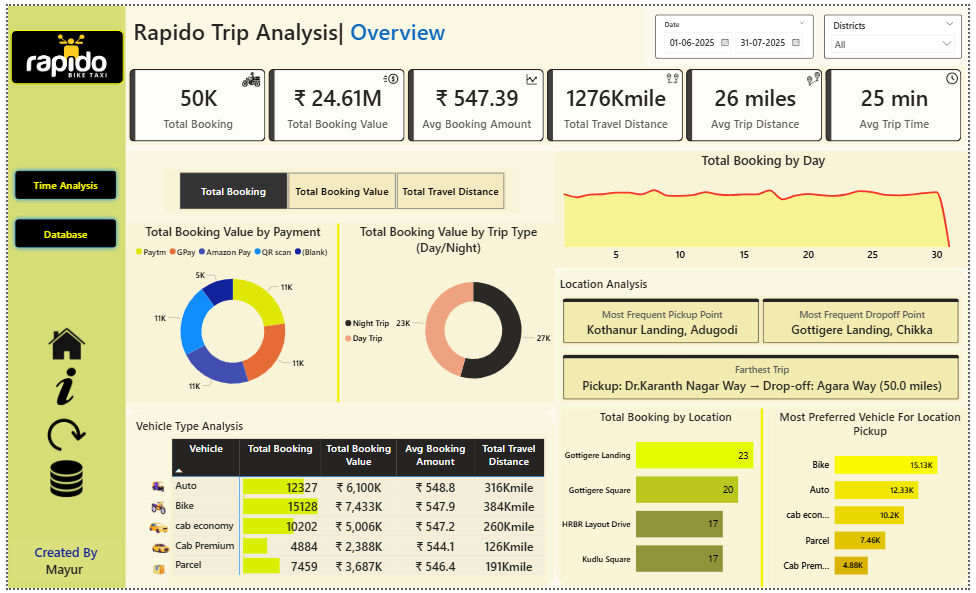 rapido
BIKE TAXI
Rapido Trip Analysis| Overview
Date
01-06-2025 31-07-2025
Districts
All
50K
Total Booking
₹ 24.61M
Total Booking Value
₹ 547.39
Avg Booking Amount
1276Kmile
Total Travel Distance
26 miles
Avg Trip Distance
25 min
Avg Trip Time
Time Analysis
Database
Total Booking
Total Booking Value
Total Travel Distance
Total Booking by Day
5 10 15 20 25 30
Total Booking Value by Payment
Paytm GPay Amazon Pay QR scan (Blank)
5K
11K
11K
11K
11K
Total Booking Value by Trip Type
(Day/Night)
Night Trip
Day Trip
23K
27K
Location Analysis
Most Frequent Pickup Point
Kothanur Landing, Adugodi
Most Frequent Dropoff Point
Gottigere Landing, Chikka
Farthest Trip
Pickup: Dr.Karanth Nagar Way → Drop-off: Agara Way (50.0 miles)
Vehicle Type Analysis
Vehicle Total Booking Total Booking Value Avg Booking Amount Total Travel Distance
Auto 12327 ₹ 6,100K ₹ 548.8 316Kmile
Bike 15128 ₹ 7,433K ₹ 547.9 384Kmile
cab economy 10202 ₹ 5,006K ₹ 547.2 260Kmile
Cab Premium 4884 ₹ 2,388K ₹ 544.1 126Kmile
Parcel 7459 ₹ 3,687K ₹ 546.4 191Kmile
Total Booking by Location
Gottigere Landing 23
Gottigere Square 20
HRBR Layout Drive 17
Kudlu Square 17
Most Preferred Vehicle For Location
Pickup
Bike 15.13K
Auto 12.33K
cab econ... 10.2K
Parcel 7.46K
Cab Prem... 4.88K
Created By
Mayur